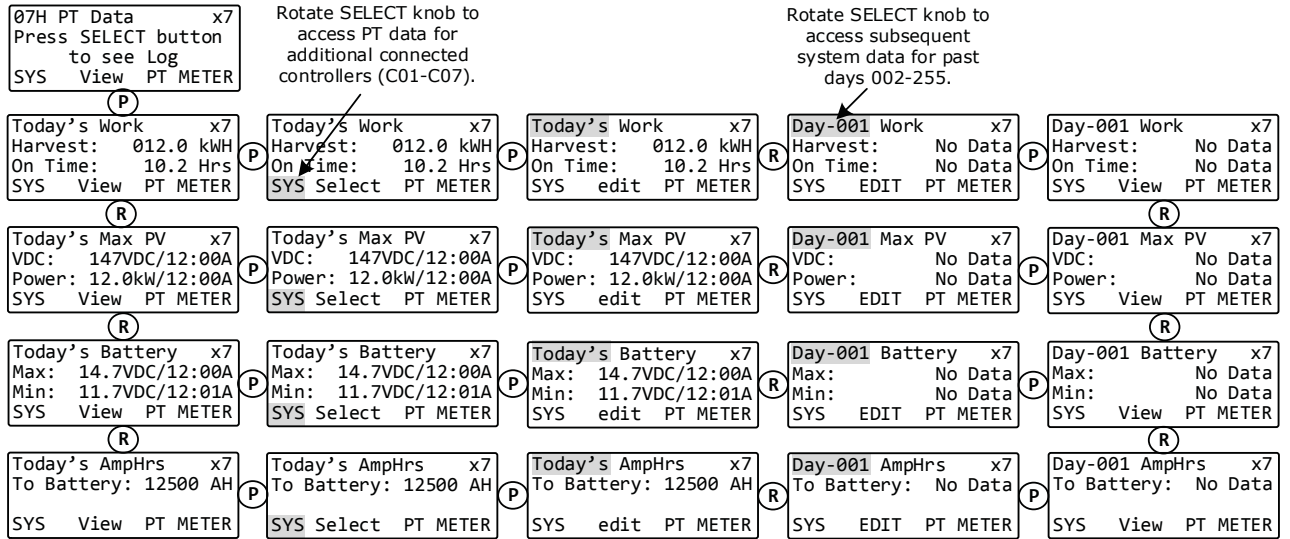 07H PT Data x7
Press SELECT button
to see Log
SYS View PT METER
Rotate SELECT knob to
access PT data for
additional connected
controllers (C01-C07).
Rotate SELECT knob to
access subsequent
system data for past
days 002-255.
P
Today's Work x7
Harvest: 012.0 kWH
On Time: 10.2 Hrs
SYS View PT METER
P
Today's Work x7
Harvest: 012.0 kWH
On Time: 10.2 Hrs
SYS Select PT METER
P
Today's Work x7
Harvest: 012.0 kWH
On Time: 10.2 Hrs
SYS edit PT METER
R
Day-001 Work x7
Harvest: No Data
On Time: No Data
SYS EDIT PT METER
P
Day-001 Work x7
Harvest: No Data
On Time: No Data
SYS View PT METER
R
R
Today's Max PV x7
VDC: 147VDC/12:00A
Power: 12.0kW/12:00A
SYS View PT METER
P
Today's Max PV x7
VDC: 147VDC/12:00A
Power: 12.0kW/12:00A
SYS Select PT METER
P
Today's Max PV x7
VDC: 147VDC/12:00A
Power: 12.0kW/12:00A
SYS edit PT METER
R
Day-001 Max PV x7
VDC: No Data
Power: No Data
SYS EDIT PT METER
P
Day-001 Max PV x7
VDC: No Data
Power: No Data
SYS View PT METER
R
R
Today's Battery x7
Max: 14.7VDC/12:00A
Min: 11.7VDC/12:01A
SYS View PT METER
P
Today's Battery x7
Max: 14.7VDC/12:00A
Min: 11.7VDC/12:01A
SYS Select PT METER
P
Today's Battery x7
Max: 14.7VDC/12:00A
Min: 11.7VDC/12:01A
SYS edit PT METER
R
Day-001 Battery x7
Max: No Data
Min: No Data
SYS EDIT PT METER
P
Day-001 Battery x7
Max: No Data
Min: No Data
SYS View PT METER
R
R
Today's AmpHrs x7
To Battery: 12500 AH
SYS View PT METER
P
Today's AmpHrs x7
To Battery: 12500 AH
SYS Select PT METER
P
Today's AmpHrs x7
To Battery: 12500 AH
SYS edit PT METER
R
Day-001 AmpHrs x7
To Battery: No Data
SYS EDIT PT METER
P
Day-001 AmpHrs x7
To Battery: No Data
SYS View PT METER